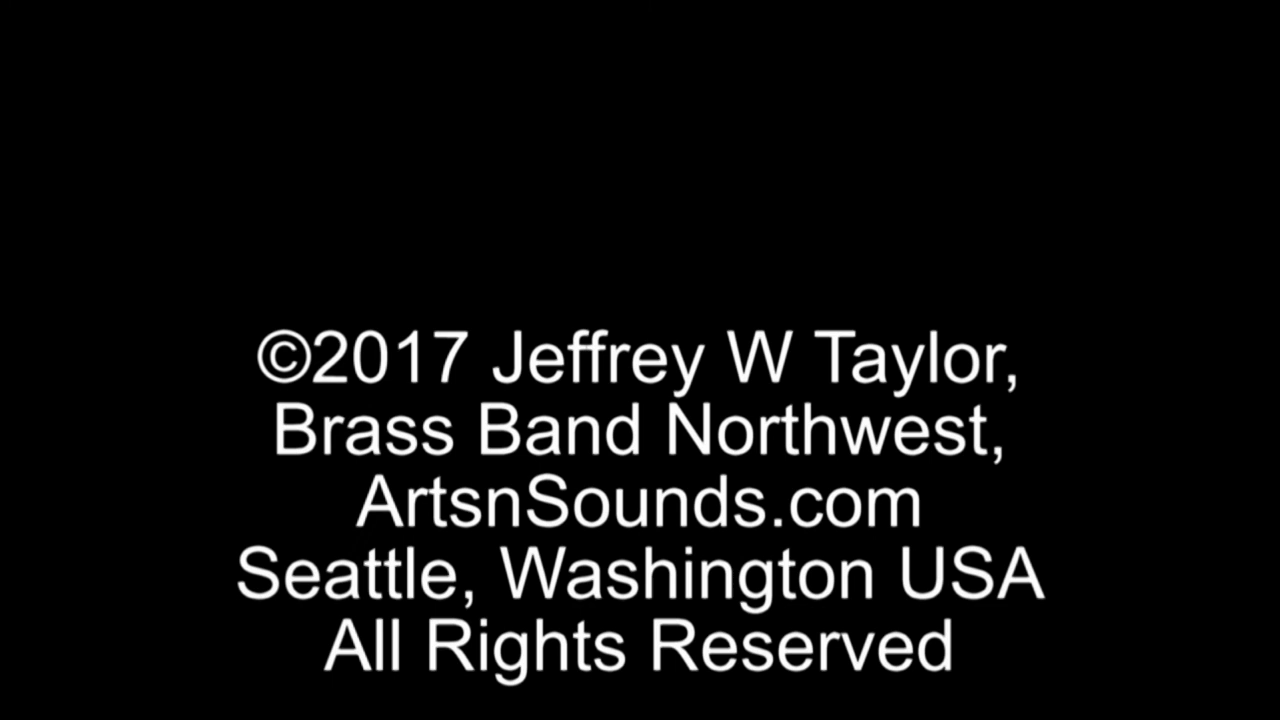 ©2017 Jeffrey W Taylor,
Brass Band Northwest,
ArtsnSounds.com
Seattle, Washington USA
All Rights Reserved